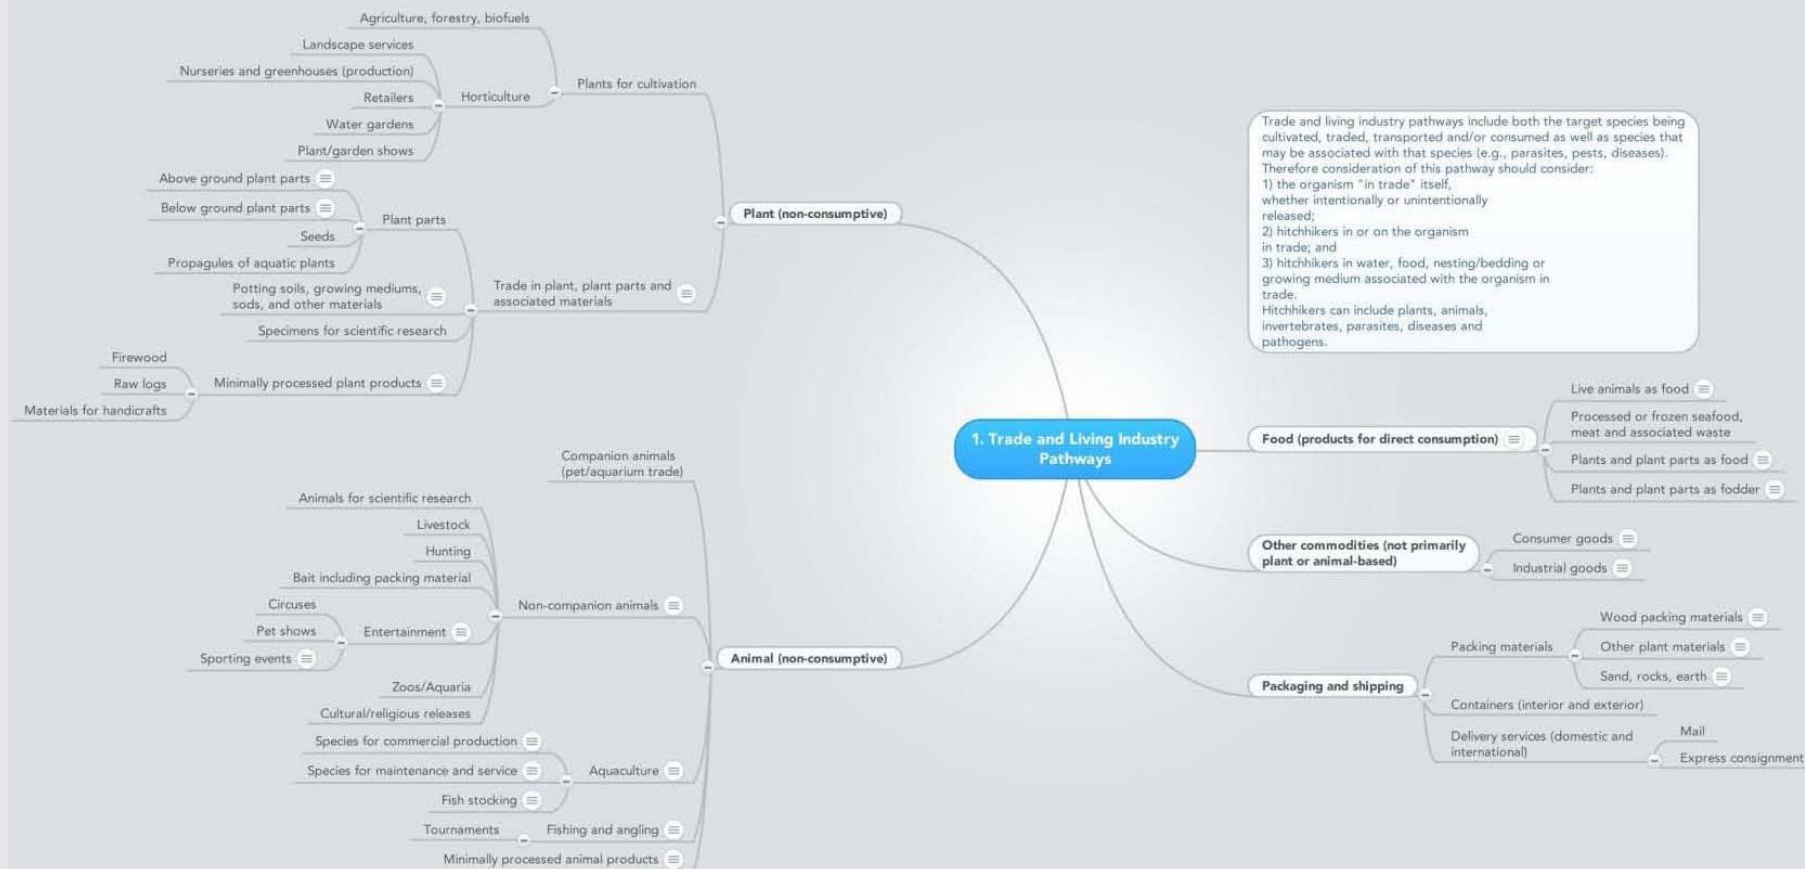 Agriculture, forestry, biofuels
Landscape services
Nurseries and greenhouses (production)
Retailers
Water gardens
Plant/garden shows
Horticulture
Plants for cultivation
Above ground plant parts
Below ground plant parts
Seeds
Propagules of aquatic plants
Plant parts
Potting soils, growing mediums,
sods, and other materials
Specimens for scientific research
Firewood
Raw logs
Materials for handicrafts
Minimally processed plant products
Trade in plant, plant parts and
associated materials
Plant (non-consumptive)
Companion animals
(pet/aquarium trade)
Animals for scientific research
Livestock
Hunting
Bait including packing material
Circuses
Pet shows
Sporting events
Entertainment
Zoos/Aquaria
Cultural/religious releases
Non-companion animals
Species for commercial production
Species for maintenance and service
Fish stocking
Aquaculture
Tournaments
Fishing and angling
Minimally processed animal products
Animal (non-consumptive)
1. Trade and Living Industry
Pathways
Trade and living industry pathways include both the target species being
cultivated, traded, transported and/or consumed as well as species that
may be associated with that species (e.g., parasites, pests, diseases).
Therefore consideration of this pathway should consider:
1) the organism "in trade" itself,
whether intentionally or unintentionally
released;
2) hitchhikers in or on the organism
in trade; and
3) hitchhikers in water, food, nesting/bedding or
growing medium associated with the organism in
trade.
Hitchhikers can include plants, animals,
invertebrates, parasites, diseases and
pathogens.
Food (products for direct consumption)
Live animals as food
Processed or frozen seafood,
meat and associated waste
Plants and plant parts as food
Plants and plant parts as fodder
Other commodities (not primarily
plant or animal-based)
Consumer goods
Industrial goods
Packaging and shipping
Packing materials
Wood packing materials
Other plant materials
Sand, rocks, earth
Containers (interior and exterior)
Delivery services (domestic and
international)
Mail
Express consignment